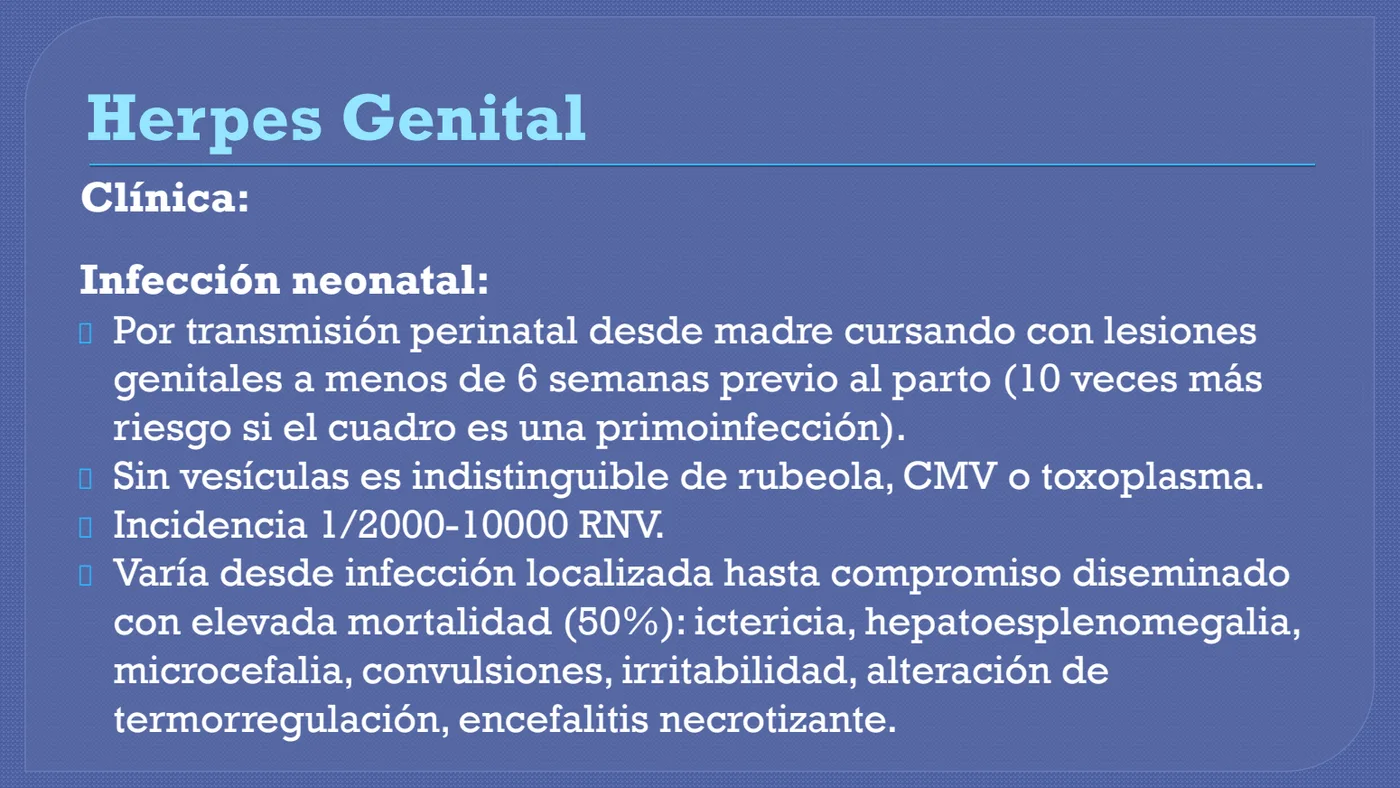 Herpes Genital
Clínica:
Infección neonatal:
Por transmisión perinatal desde madre cursando con lesiones
genitales a menos de 6 semanas previo al parto (10 veces más
riesgo si el cuadro es una primoinfección).
Sin vesículas es indistinguible de rubeola, CMV o toxoplasma.
Incidencia 1/2000-10000 RNV.
Varía desde infección localizada hasta compromiso diseminado
con elevada mortalidad (50%): ictericia, hepatoesplenomegalia,
microcefalia, convulsiones, irritabilidad, alteración de
termorregulación, encefalitis necrotizante.